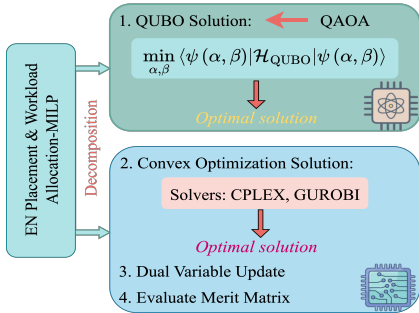 EN Placement & Workload
Allocation-MILP
Decomposition
1. QUBO Solution:
QAOA
min ⟨ψ (α, β) |ℋ_QUBO| ψ (α, β)⟩
α,β
Optimal solution
2. Convex Optimization Solution:
Solvers: CPLEX, GUROBI
Optimal solution
3. Dual Variable Update
4. Evaluate Merit Matrix